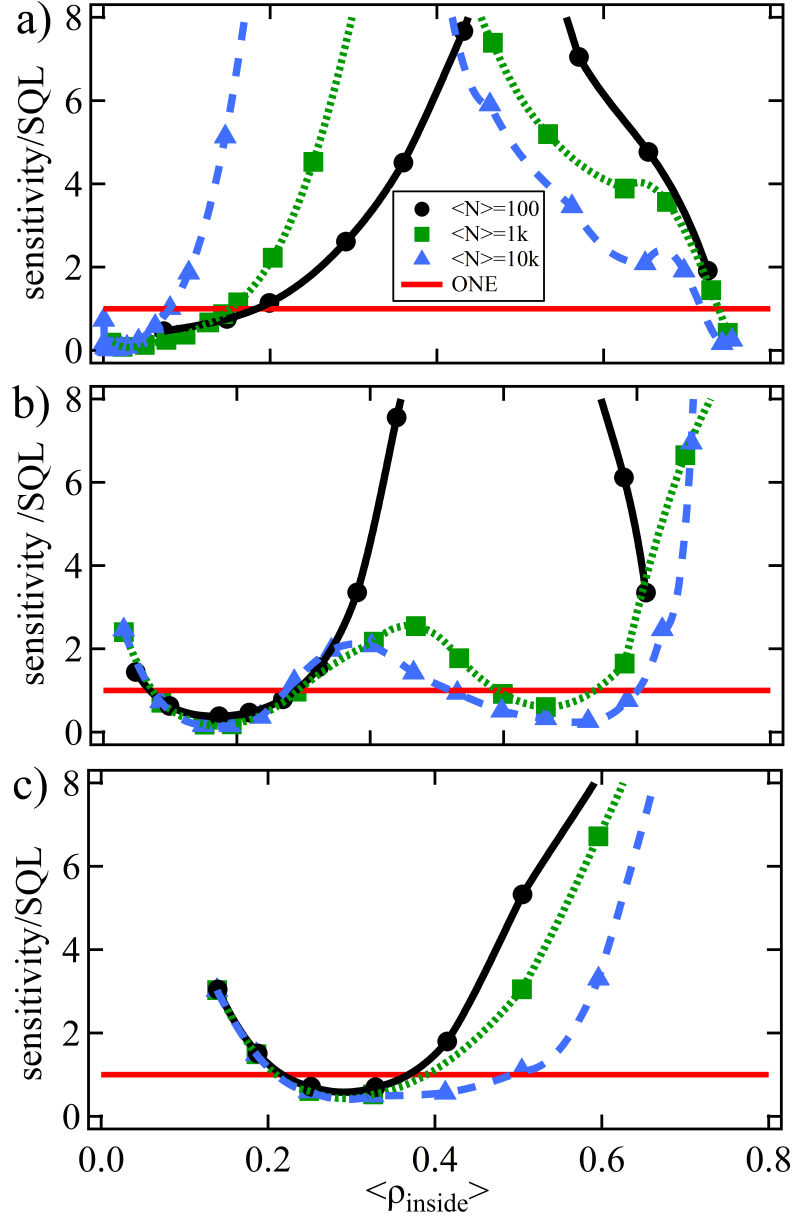 a)
8
6
4
2
0
sensitivity/SQL
<N>=100
<N>=1k
<N>=10k
ONE
b)
8
6
4
2
0
sensitivity /SQL
c)
8
6
4
2
0
sensitivity/SQL
0.0 0.2 0.4 0.6 0.8
<ρinside>